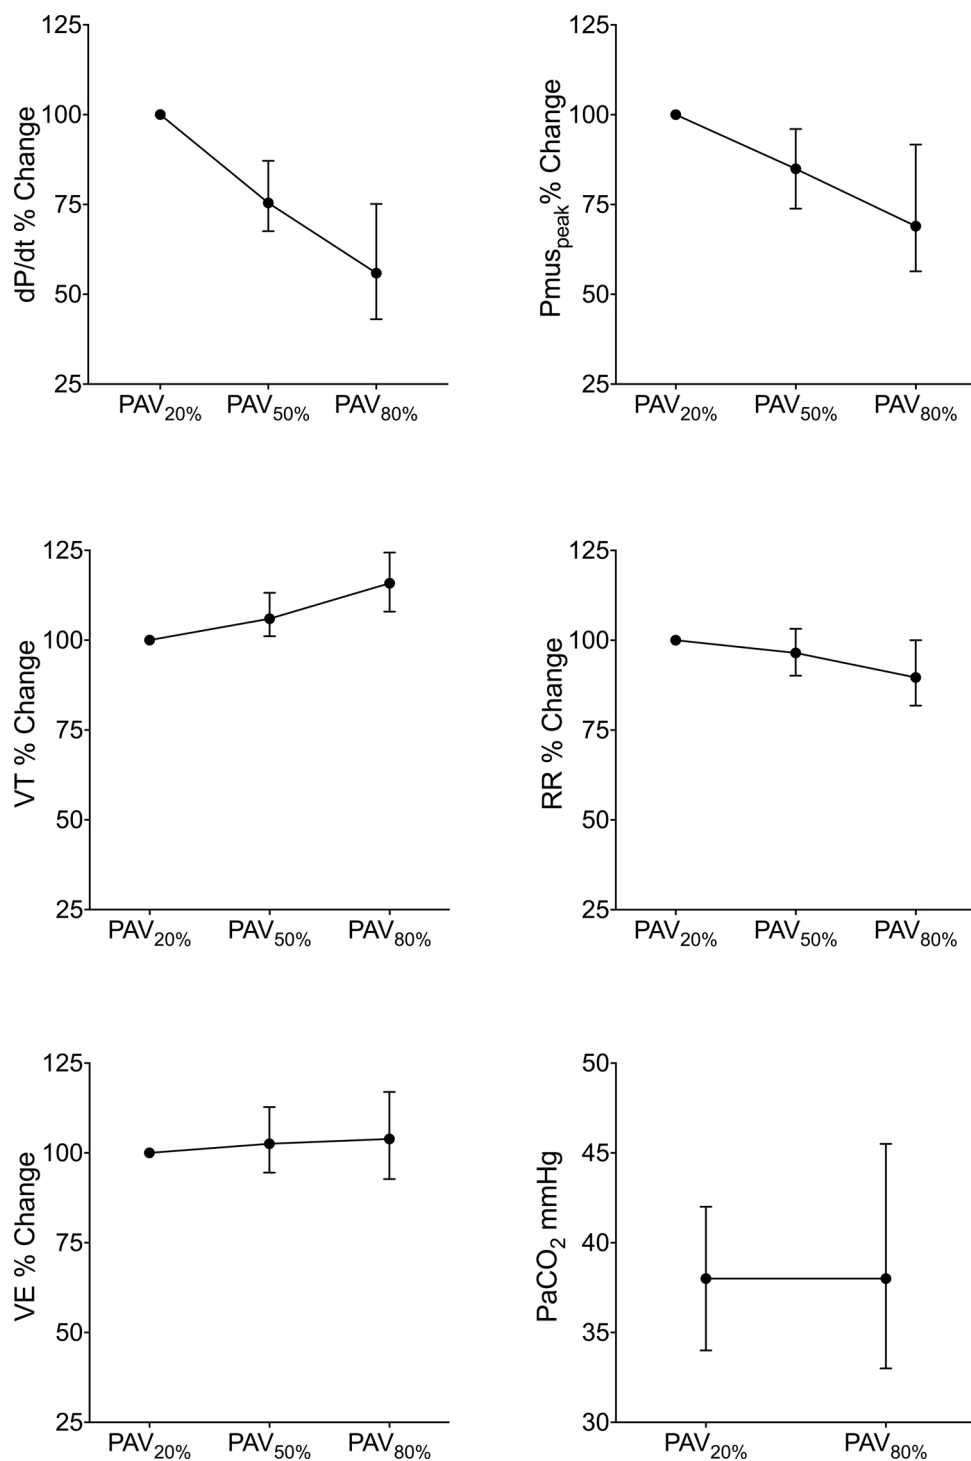 dP/dt % Change
125
100
75
50
25
PAV20% PAV50% PAV80%
Pmuspeak% Change
125
100
75
50
25
PAV20% PAV50% PAV80%
VT % Change
125
100
75
50
25
PAV20% PAV50% PAV80%
RR % Change
125
100
75
50
25
PAV20% PAV50% PAV80%
VE % Change
125
100
75
50
25
PAV20% PAV50% PAV80%
PaCO2 mmHg
50
45
40
35
30
PAV20% PAV80%